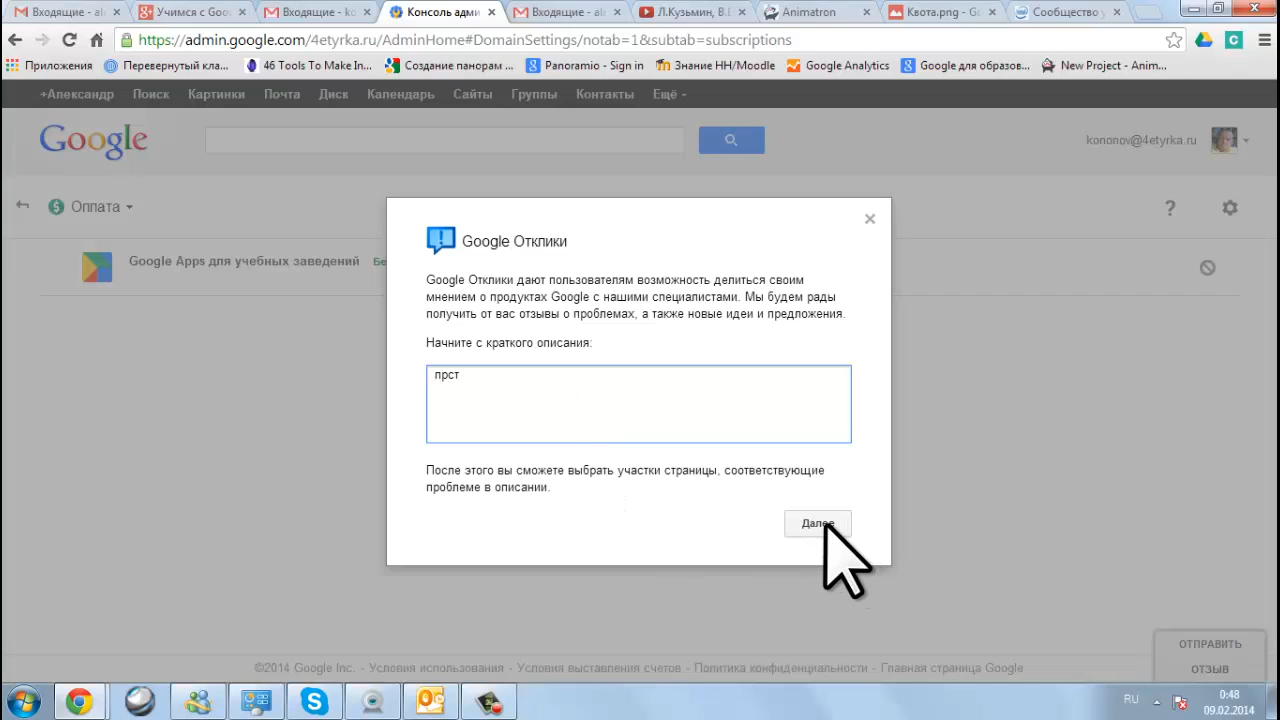 Входящие - al
Учимся с Goo
Входящие - ko
Консоль адми
Входящие - al
Л.Кузьмин, В.Б
Animatron
Квота.png - Go
Сообщество у
https://admin.google.com/4etyrka.ru/AdminHome#DomainSettings/notab=1&subtab=subscriptions
Приложения
Перевернутый кла...
46 Tools To Make In...
Создание панорам ...
Panoramio - Sign in
Знание НН/Moodle
Google Analytics
Google для образов...
New Project - Anim...
+Александр Поиск Картинки Почта Диск Календарь Сайты Группы Контакты Ещё
Google
kononov@4etyrka.ru
Оплата
?
Google Apps для учебных заведений Бе
Google Отклики
Google Отклики дают пользователям возможность делиться своим
мнением о продуктах Google с нашими специалистами. Мы будем рады
получить от вас отзывы о проблемах, а также новые идеи и предложения.
Начните с краткого описания:
прст
После этого вы сможете выбрать участки страницы, соответствующие
проблеме в описании.
Далее
ОТПРАВИТЬ
ОТЗЫВ
©2014 Google Inc. - Условия использования - Условия выставления счетов - Политика конфиденциальности - Главная страница Google
RU
0:48
09.02.2014